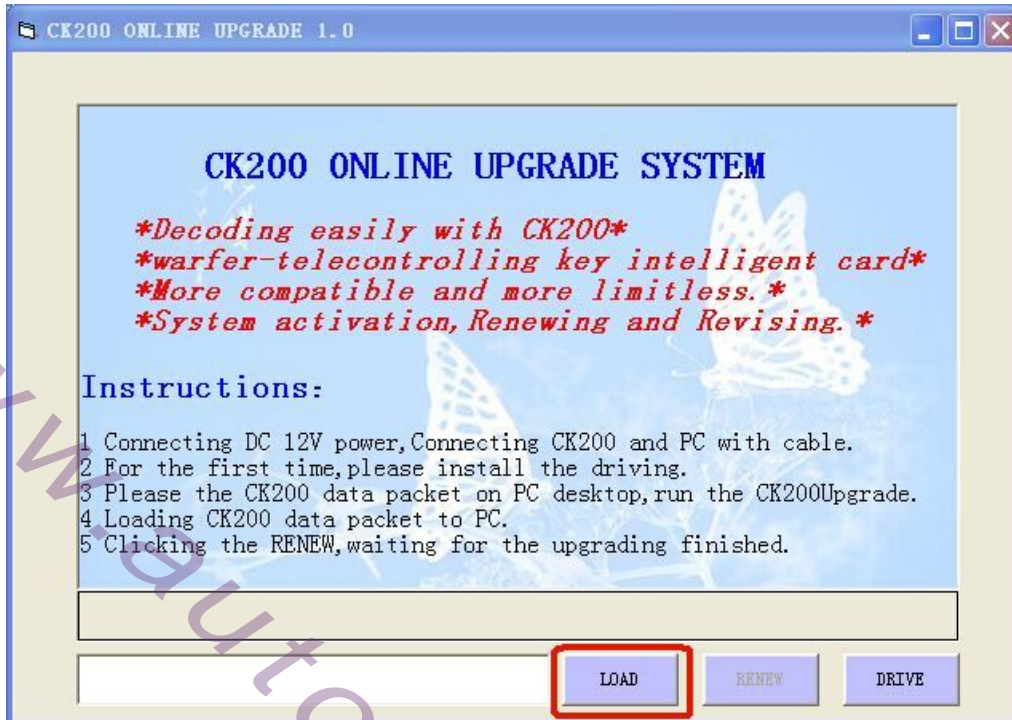 CK200 ONLINE UPGRADE 1.0
CK200 ONLINE UPGRADE SYSTEM
*Decoding easily with CK200*
*warfer-telecontrolling key intelligent card*
*More compatible and more limitless.*
*System activation,Renewing and Revising.*
Instructions:
1 Connecting DC 12V power,Connecting CK200 and PC with cable.
2 For the first time,please install the driving.
3 Please the CK200 data packet on PC desktop,run the CK200Upgrade.
4 Loading CK200 data packet to PC.
5 Clicking the RENEW,waiting for the upgrading finished.
LOAD RENEW DRIVE
w.auto